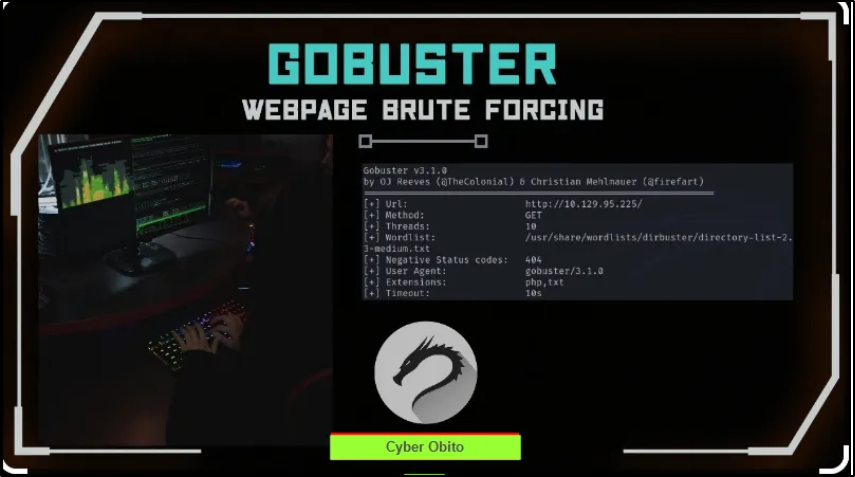 GOBUSTER
WEBPAGE BRUTE FORCING
Gobuster v3.1.0
by OJ Reeves (@TheColonial) & Christian Mehlmauer (@firefart)
[+] Url: http://10.129.95.225/
[+] Method: GET
[+] Threads: 10
[+] Wordlist: /usr/share/wordlists/dirbuster/directory-list-2.
3-medium.txt
[+] Negative Status codes: 404
[+] User Agent: gobuster/3.1.0
[+] Extensions: php,txt
[+] Timeout: 10s
Cyber Obito